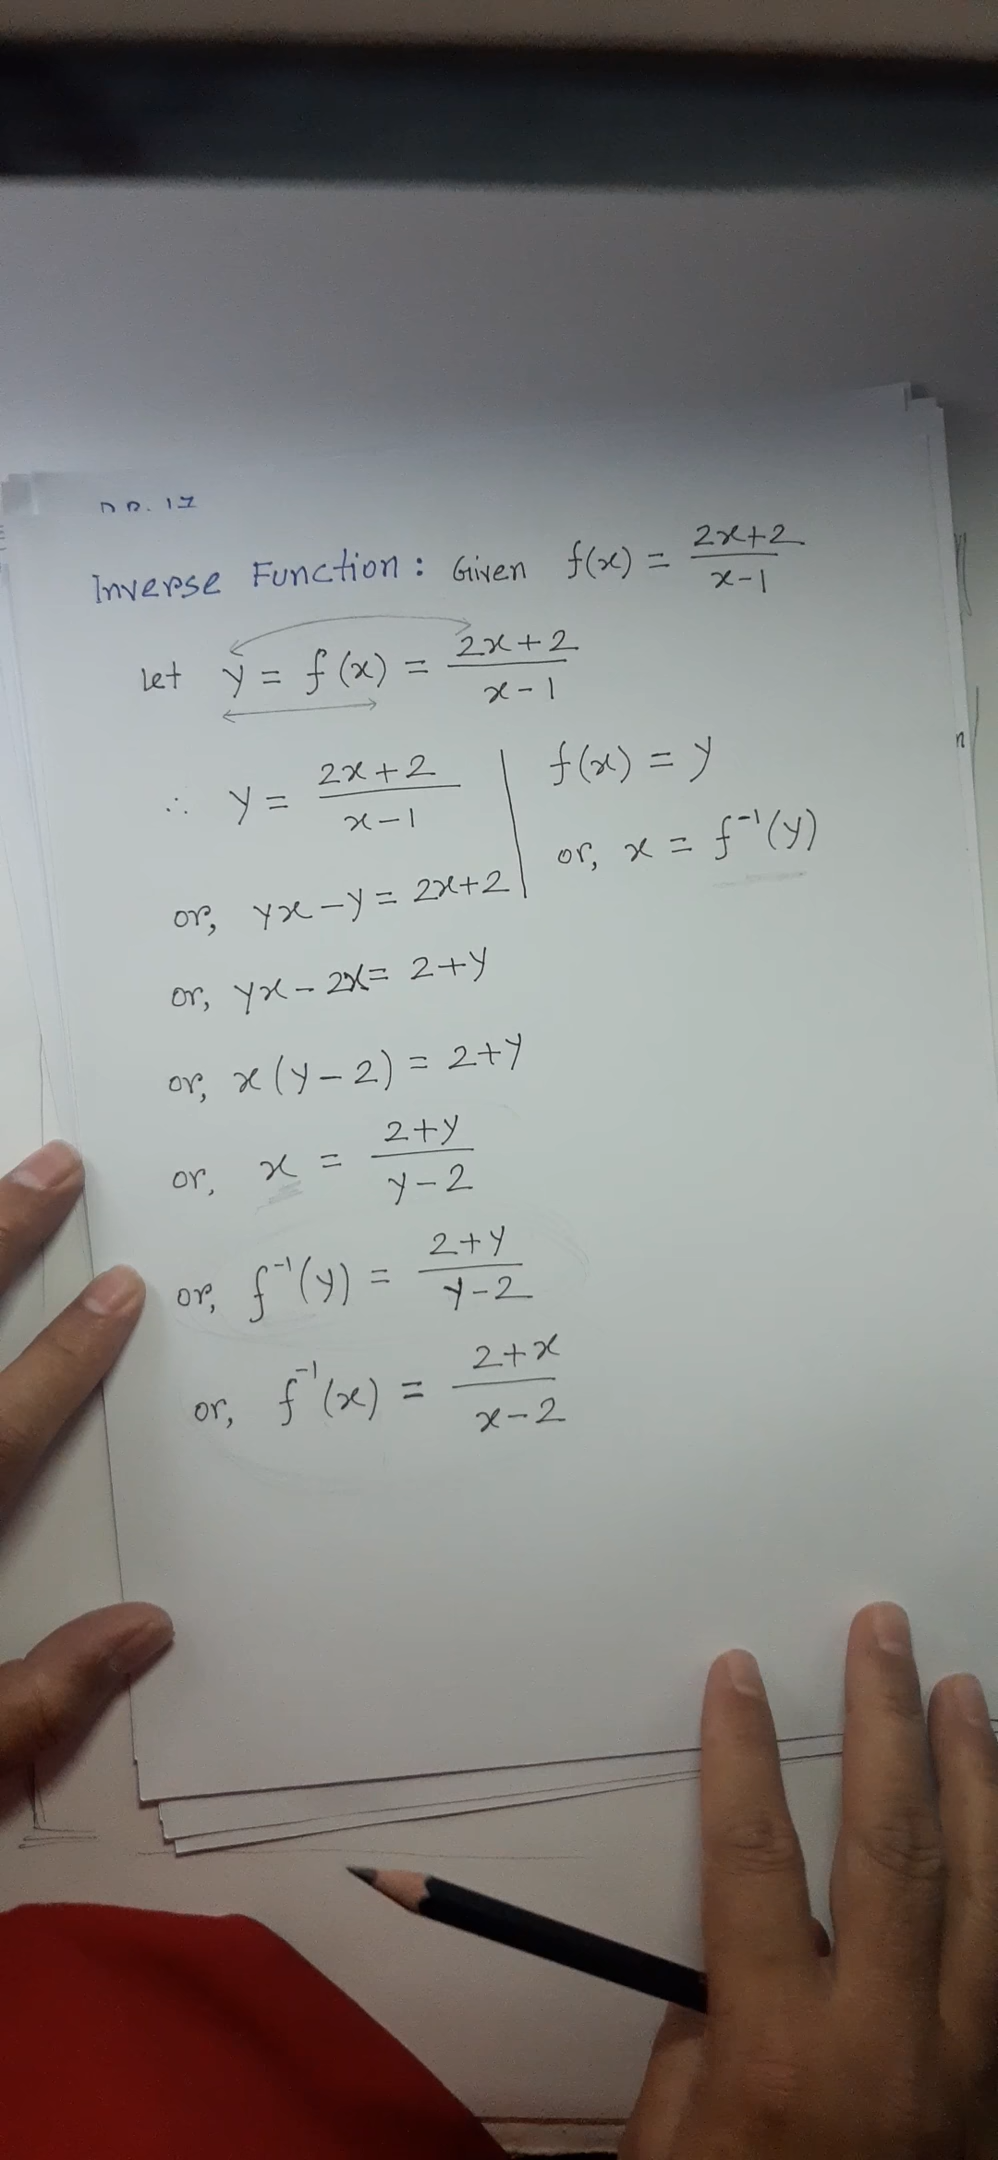 17
Inverse Function: Given f(x) = (2x+2)/(x-1)
Let y = f(x) = (2x+2)/(x-1)
∴ y = (2x+2)/(x-1)
or, yx-y = 2x+2
f(x) = y
or, x = f⁻¹(y)
or, yx-2x = 2+y
or, x(y-2) = 2+y
or, x = (2+y)/(y-2)
or, f⁻¹(y) = (2+y)/(y-2)
or, f⁻¹(x) = (2+x)/(x-2)